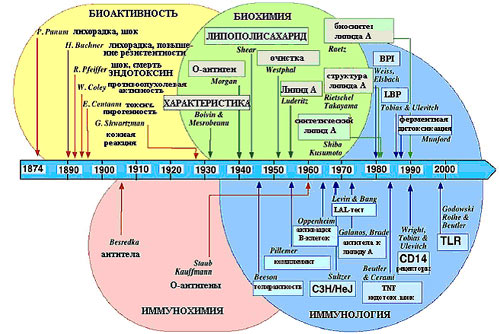 БИОАКТИВНОСТЬ
P. Panum лихорадка, шок
H. Buchner лихорадка, повыше-
ние резистентности
R. Pfeiffer шок, смерть
ЭНДОТОКСИН
W. Coley противоопухолевая
активность
E. Centanni токсич.
пирогенность
G. Shwartzman
кожная
реакция
БИОХИМИЯ
ЛИПОПОЛИСАХАРИД
Shear
О-антиген
Morgan
ХАРАКТЕРИСТИКА
Boivin &
Mesrobeanu
очистка
Westphal
Липид А
Luderitz
биосинтез
липида А
Raetz
структура
липида А
Rietschel
Takayama
синтетический
липид А
Shiba
Kusumoto
BPI
Weiss,
Elsbach
LBP
Tobias & Ulevitch
ферментная
детоксикация
Munford
1874 1890 1900 1910 1920 1930 1940 1950 1960 1970 1980 1990 2000
Besredka
антитела
Staub
Kauffmann
О-антигены
ИММУНОХИМИЯ
Beeson
толерантность
Pillemer
комплимент
Oppenheim
активация
В-клеток
Sultzer
C3H/HeJ
Levin & Bang
LAL-тест
Galanos, Brade
антитела к
липиду А
Beutler
& Cerami
TNF
эндотокс.шок
Wright,
Tobias &
Ulevitch
CD14
рецепторы
Godowski
Rothe &
Beutler
TLR
ИММУНОЛОГИЯ